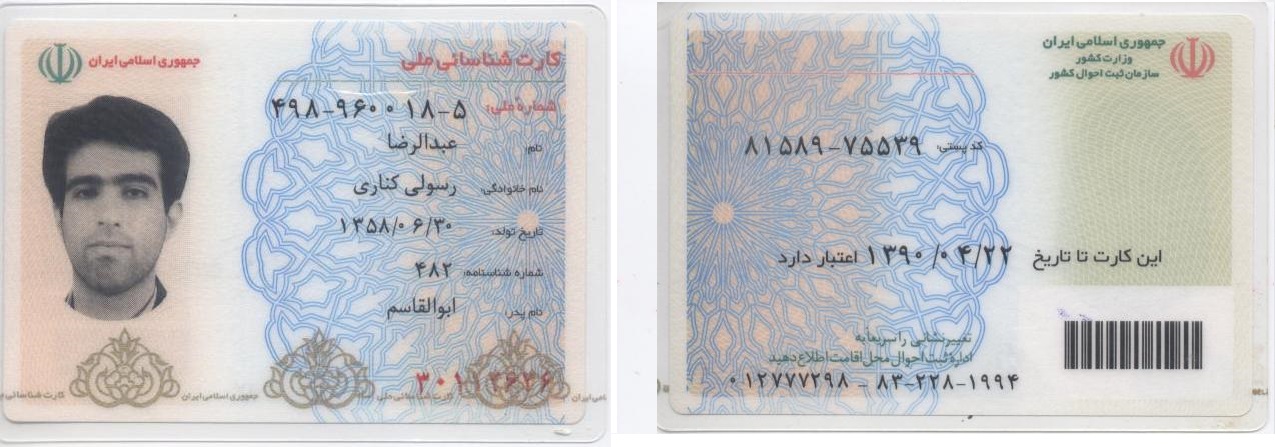 جمهوری اسلامی ایران
کارت شناسائی ملی
شماره ملی: ۴۹۸-۹۶۰۰۱۸-۵
نام: عبدالرضا
نام خانوادگی: رسولی کناری
تاریخ تولد: ۱۳۵۸/۰۶/۳۰
شماره شناسنامه: ۴۸۲
نام پدر: ابوالقاسم
کارت شناسائی
جمهوری اسلامی ایران
کارت شناسائی ملی
جمهوری اسلامی ایران
وزارت کشور
سازمان ثبت احوال کشور
کد پستی: ۸۱۵۸۹-۷۵۵۳۹
این کارت تا تاریخ ۱۳۹۰/۰۴/۲۲ اعتبار دارد
تغییر نشانی را سریعا به
اداره ثبت احوال محل اقامت اطلاع دهید
۰۱۲۷۷۷۲۹۸ - ۸۳-۲۲۸-۱۹۹۴